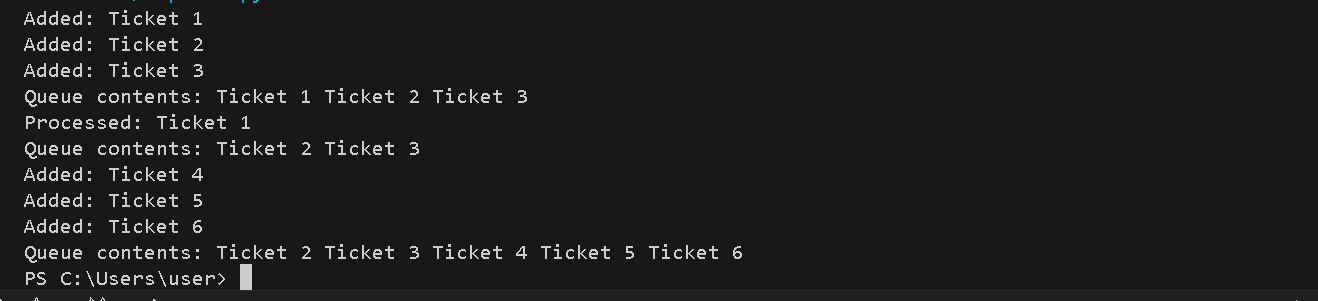 Added: Ticket 1
Added: Ticket 2
Added: Ticket 3
Queue contents: Ticket 1 Ticket 2 Ticket 3
Processed: Ticket 1
Queue contents: Ticket 2 Ticket 3
Added: Ticket 4
Added: Ticket 5
Added: Ticket 6
Queue contents: Ticket 2 Ticket 3 Ticket 4 Ticket 5 Ticket 6
PS C:\Users\user>